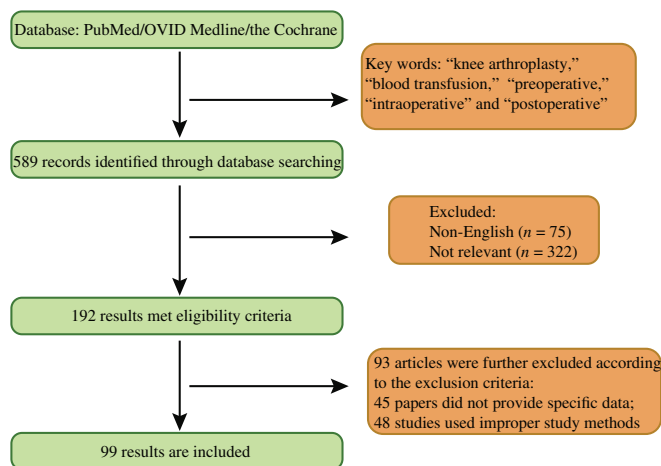 Database: PubMed/OVID Medline/the Cochrane
Key words: “knee arthroplasty,”
“blood transfusion,” “preoperative,”
“intraoperative” and “postoperative”
589 records identified through database searching
Excluded:
Non-English (n = 75)
Not relevant (n = 322)
192 results met eligibility criteria
93 articles were further excluded according
to the exclusion criteria:
45 papers did not provide specific data;
48 studies used improper study methods
99 results are included